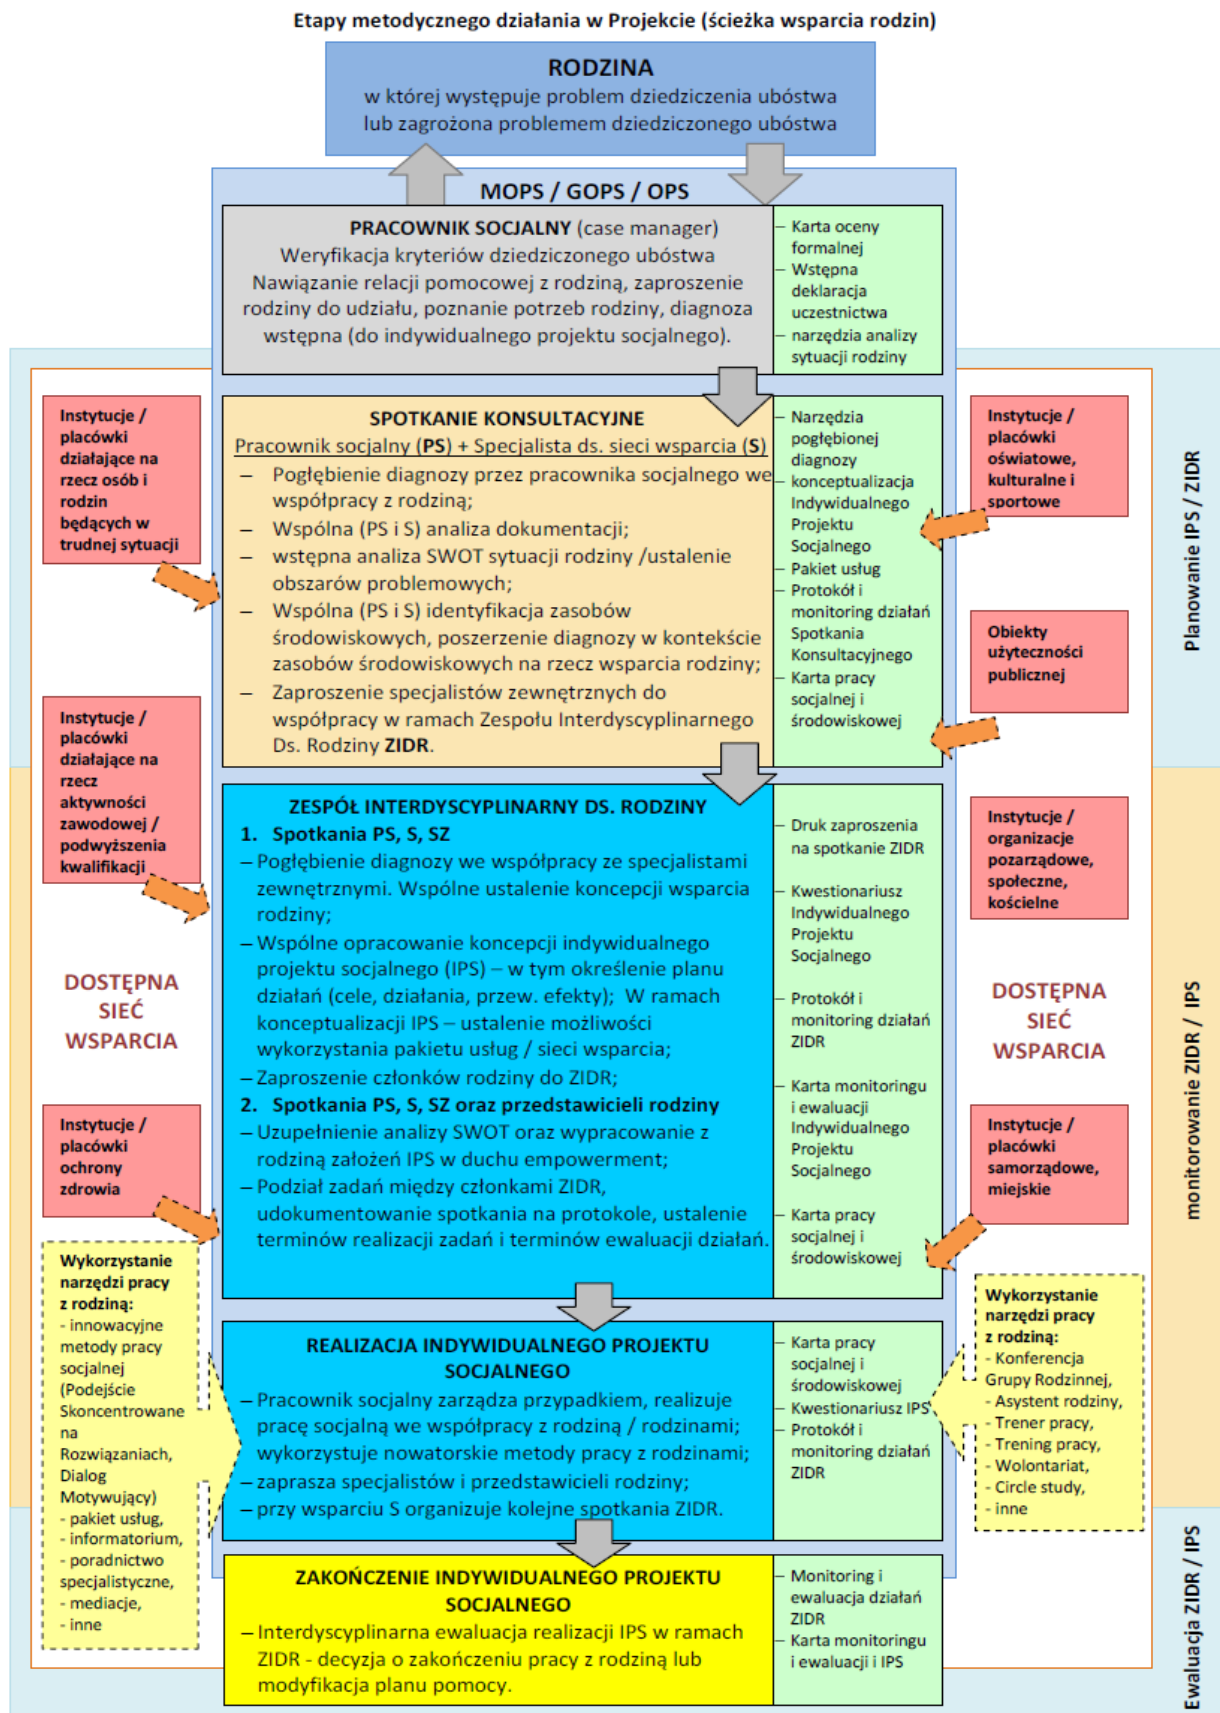 Etapy metodycznego działania w Projekcie (ścieżka wsparcia rodzin)
RODZINA
w której występuje problem dziedziczenia ubóstwa
lub zagrożona problemem dziedziczonego ubóstwa
MOPS / GOPS / OPS
PRACOWNIK SOCJALNY (case manager)
Weryfikacja kryteriów dziedziczonego ubóstwa
Nawiązanie relacji pomocowej z rodziną, zaproszenie
rodziny do udziału, poznanie potrzeb rodziny, diagnoza
wstępna (do indywidualnego projektu socjalnego).
– Karta oceny
formalnej
– Wstępna
deklaracja
uczestnictwa
– narzędzia analizy
sytuacji rodziny
Instytucje /
placówki
działające na
rzecz osób i
rodzin
będących w
trudnej sytuacji
SPOTKANIE KONSULTACYJNE
Pracownik socjalny (PS) + Specjalista ds. sieci wsparcia (S)
– Pogłębienie diagnozy przez pracownika socjalnego we
współpracy z rodziną;
– Wspólna (PS i S) analiza dokumentacji;
– wstępna analiza SWOT sytuacji rodziny /ustalenie
obszarów problemowych;
– Wspólna (PS i S) identyfikacja zasobów
środowiskowych, poszerzenie diagnozy w kontekście
zasobów środowiskowych na rzecz wsparcia rodziny;
– Zaproszenie specjalistów zewnętrznych do
współpracy w ramach Zespołu Interdyscyplinarnego
Ds. Rodziny ZIDR.
– Narzędzia
pogłębionej
diagnozy
– konceptualizacja
Indywidualnego
Projektu
Socjalnego
– Pakiet usług
– Protokół i
monitoring działań
Spotkania
Konsultacyjnego
– Karta pracy
socjalnej i
środowiskowej
Instytucje /
placówki
oświatowe,
kulturalne i
sportowe
Obiekty
użyteczności
publicznej
Planowanie IPS / ZIDR
Instytucje /
placówki
działające na
rzecz
aktywności
zawodowej /
podwyższenia
kwalifikacji
ZESPÓŁ INTERDYSCYPLINARNY DS. RODZINY
1. Spotkania PS, S, SZ
– Pogłębienie diagnozy we współpracy ze specjalistami
zewnętrznymi. Wspólne ustalenie koncepcji wsparcia
rodziny;
– Wspólne opracowanie koncepcji indywidualnego
projektu socjalnego (IPS) – w tym określenie planu
działań (cele, działania, przew. efekty); W ramach
konceptualizacji IPS – ustalenie możliwości
wykorzystania pakietu usług / sieci wsparcia;
– Zaproszenie członków rodziny do ZIDR;
2. Spotkania PS, S, SZ oraz przedstawicieli rodziny
– Uzupełnienie analizy SWOT oraz wypracowanie z
rodziną założeń IPS w duchu empowerment;
– Podział zadań między członkami ZIDR,
udokumentowanie spotkania na protokole, ustalenie
terminów realizacji zadań i terminów ewaluacji działań.
– Druk zaproszenia
na spotkanie ZIDR
– Kwestionariusz
Indywidualnego
Projektu
Socjalnego
– Protokół i
monitoring działań
ZIDR
– Karta monitoringu
i ewaluacji
Indywidualnego
Projektu
Socjalnego
– Karta pracy
socjalnej i
środowiskowej
Instytucje /
organizacje
pozarządowe,
społeczne,
kościelne
DOSTĘPNA
SIEĆ
WSPARCIA
DOSTĘPNA
SIEĆ
WSPARCIA
Instytucje /
placówki
ochrony
zdrowia
Instytucje /
placówki
samorządowe,
miejskie
monitorowanie ZIDR / IPS
Wykorzystanie
narzędzi pracy
z rodziną:
- innowacyjne
metody pracy
socjalnej
(Podejście
Skoncentrowane
na
Rozwiązaniach,
Dialog
Motywujący)
- pakiet usług,
- informatorium,
- poradnictwo
specjalistyczne,
- mediacje,
- inne
REALIZACJA INDYWIDUALNEGO PROJEKTU
SOCJALNEGO
– Pracownik socjalny zarządza przypadkiem, realizuje
pracę socjalną we współpracy z rodziną / rodzinami;
wykorzystuje nowatorskie metody pracy z rodzinami;
– zaprasza specjalistów i przedstawicieli rodziny;
– przy wsparciu S organizuje kolejne spotkania ZIDR.
– Karta pracy
socjalnej i
środowiskowej
– Kwestionariusz IPS
– Protokół i
monitoring działań
ZIDR
Wykorzystanie
narzędzi pracy
z rodziną:
- Konferencja
Grupy Rodzinnej,
- Asystent rodziny,
- Trener pracy,
- Trening pracy,
- Wolontariat,
- Circle study,
- inne
ZAKOŃCZENIE INDYWIDUALNEGO PROJEKTU
SOCJALNEGO
– Interdyscyplinarna ewaluacja realizacji IPS w ramach
ZIDR - decyzja o zakończeniu pracy z rodziną lub
modyfikacja planu pomocy.
– Monitoring i
ewaluacja działań
ZIDR
– Karta monitoringu
i ewaluacji i IPS
Ewaluacja ZIDR / IPS